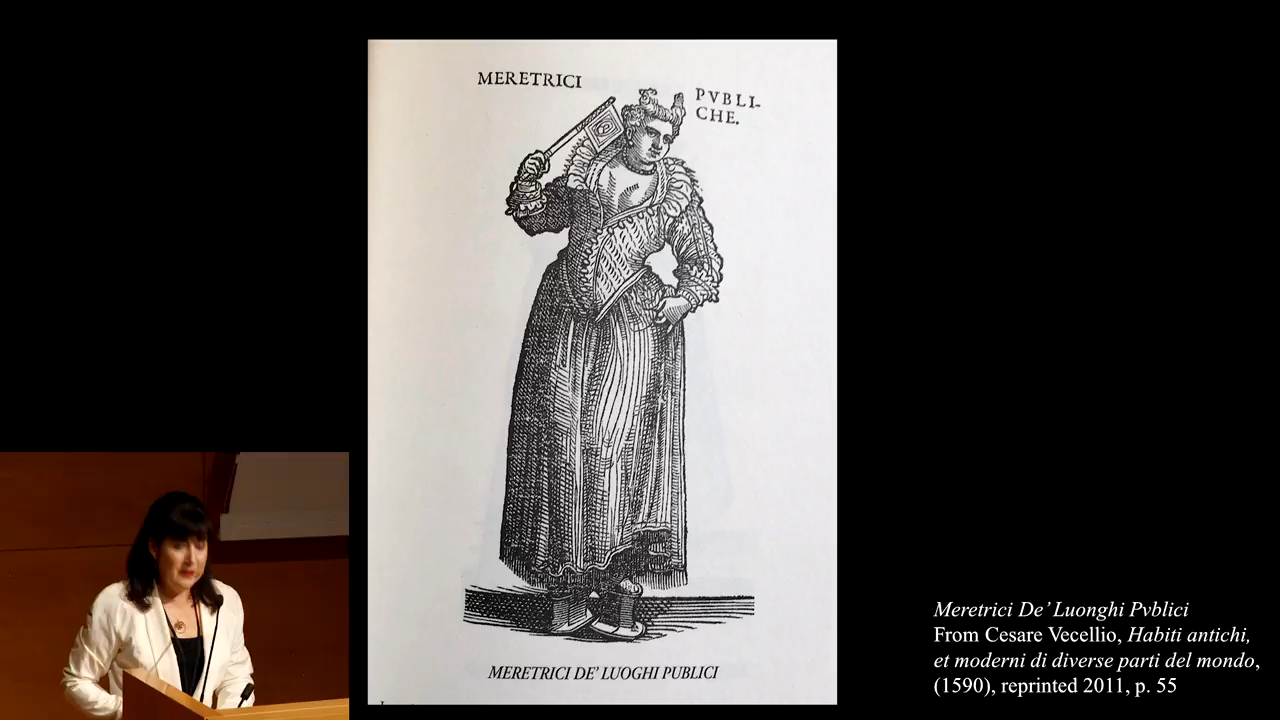 MERETRICI
PVBLI-
CHE.
MERETRICI DE' LUOGHI PUBLICI
Meretrici De' Luonghi Pvblici
From Cesare Vecellio, Habiti antichi,
et moderni di diverse parti del mondo,
(1590), reprinted 2011, p. 55